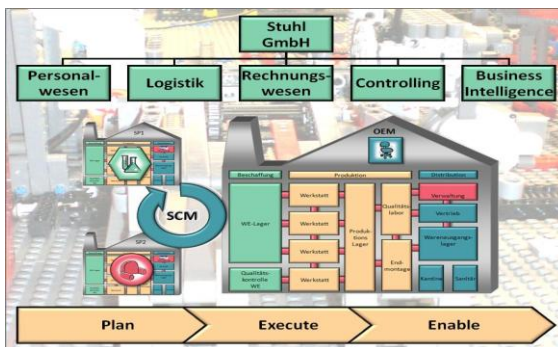 Stuhl
GmbH
Personal-
wesen
Logistik
Rechnungs-
wesen
Controlling
Business
Intelligence
SP1
SCM
SP2
OEM
Beschaffung
Produktion
Distribution
WE-Lager
Qualitäts-
kontrolle
WE
Werkstatt
Werkstatt
Werkstatt
Werkstatt
Produk-
tions
Lager
Qualitäts
labor
End-
montage
Verwaltung
Vertrieb
Warenausgangs-
lager
Kantine
Sanitär
Plan
Execute
Enable